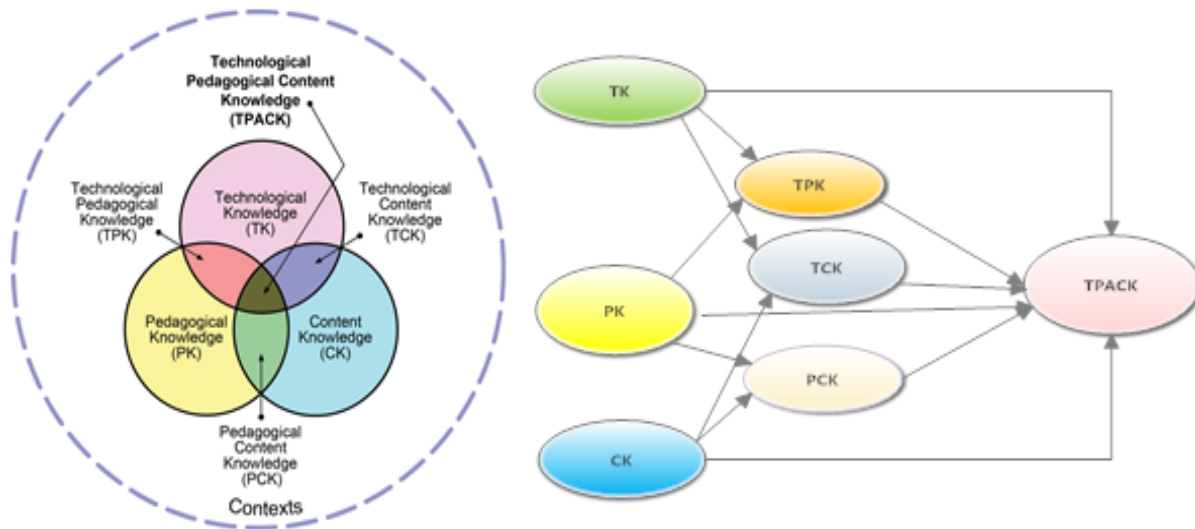 Technological
Pedagogical Content
Knowledge
(TPACK)
Technological
Pedagogical
Knowledge
(TPK)
Technological
Knowledge
(TK)
Technological
Content
Knowledge
(TCK)
Pedagogical
Knowledge
(PK)
Content
Knowledge
(CK)
Pedagogical
Content
Knowledge
(PCK)
Contexts
TK
TPK
TCK
PK
PCK
CK
TPACK